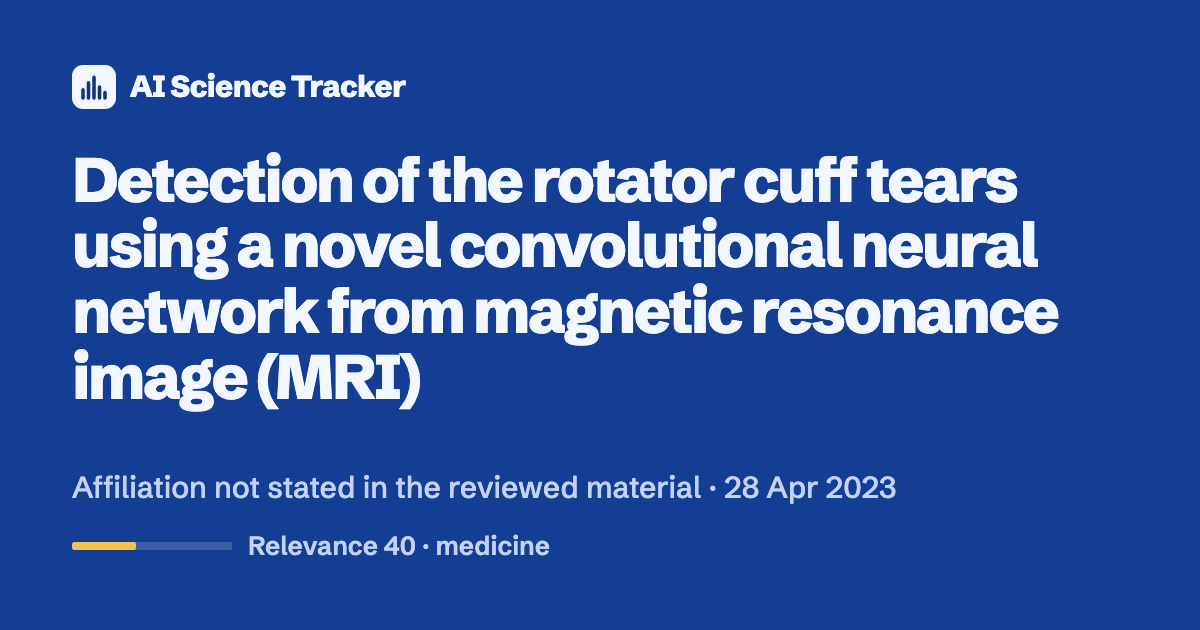 AI Science Tracker
Detection of the rotator cuff tears
using a novel convolutional neural
network from magnetic resonance
image (MRI)
Affiliation not stated in the reviewed material · 28 Apr 2023
Relevance 40 · medicine